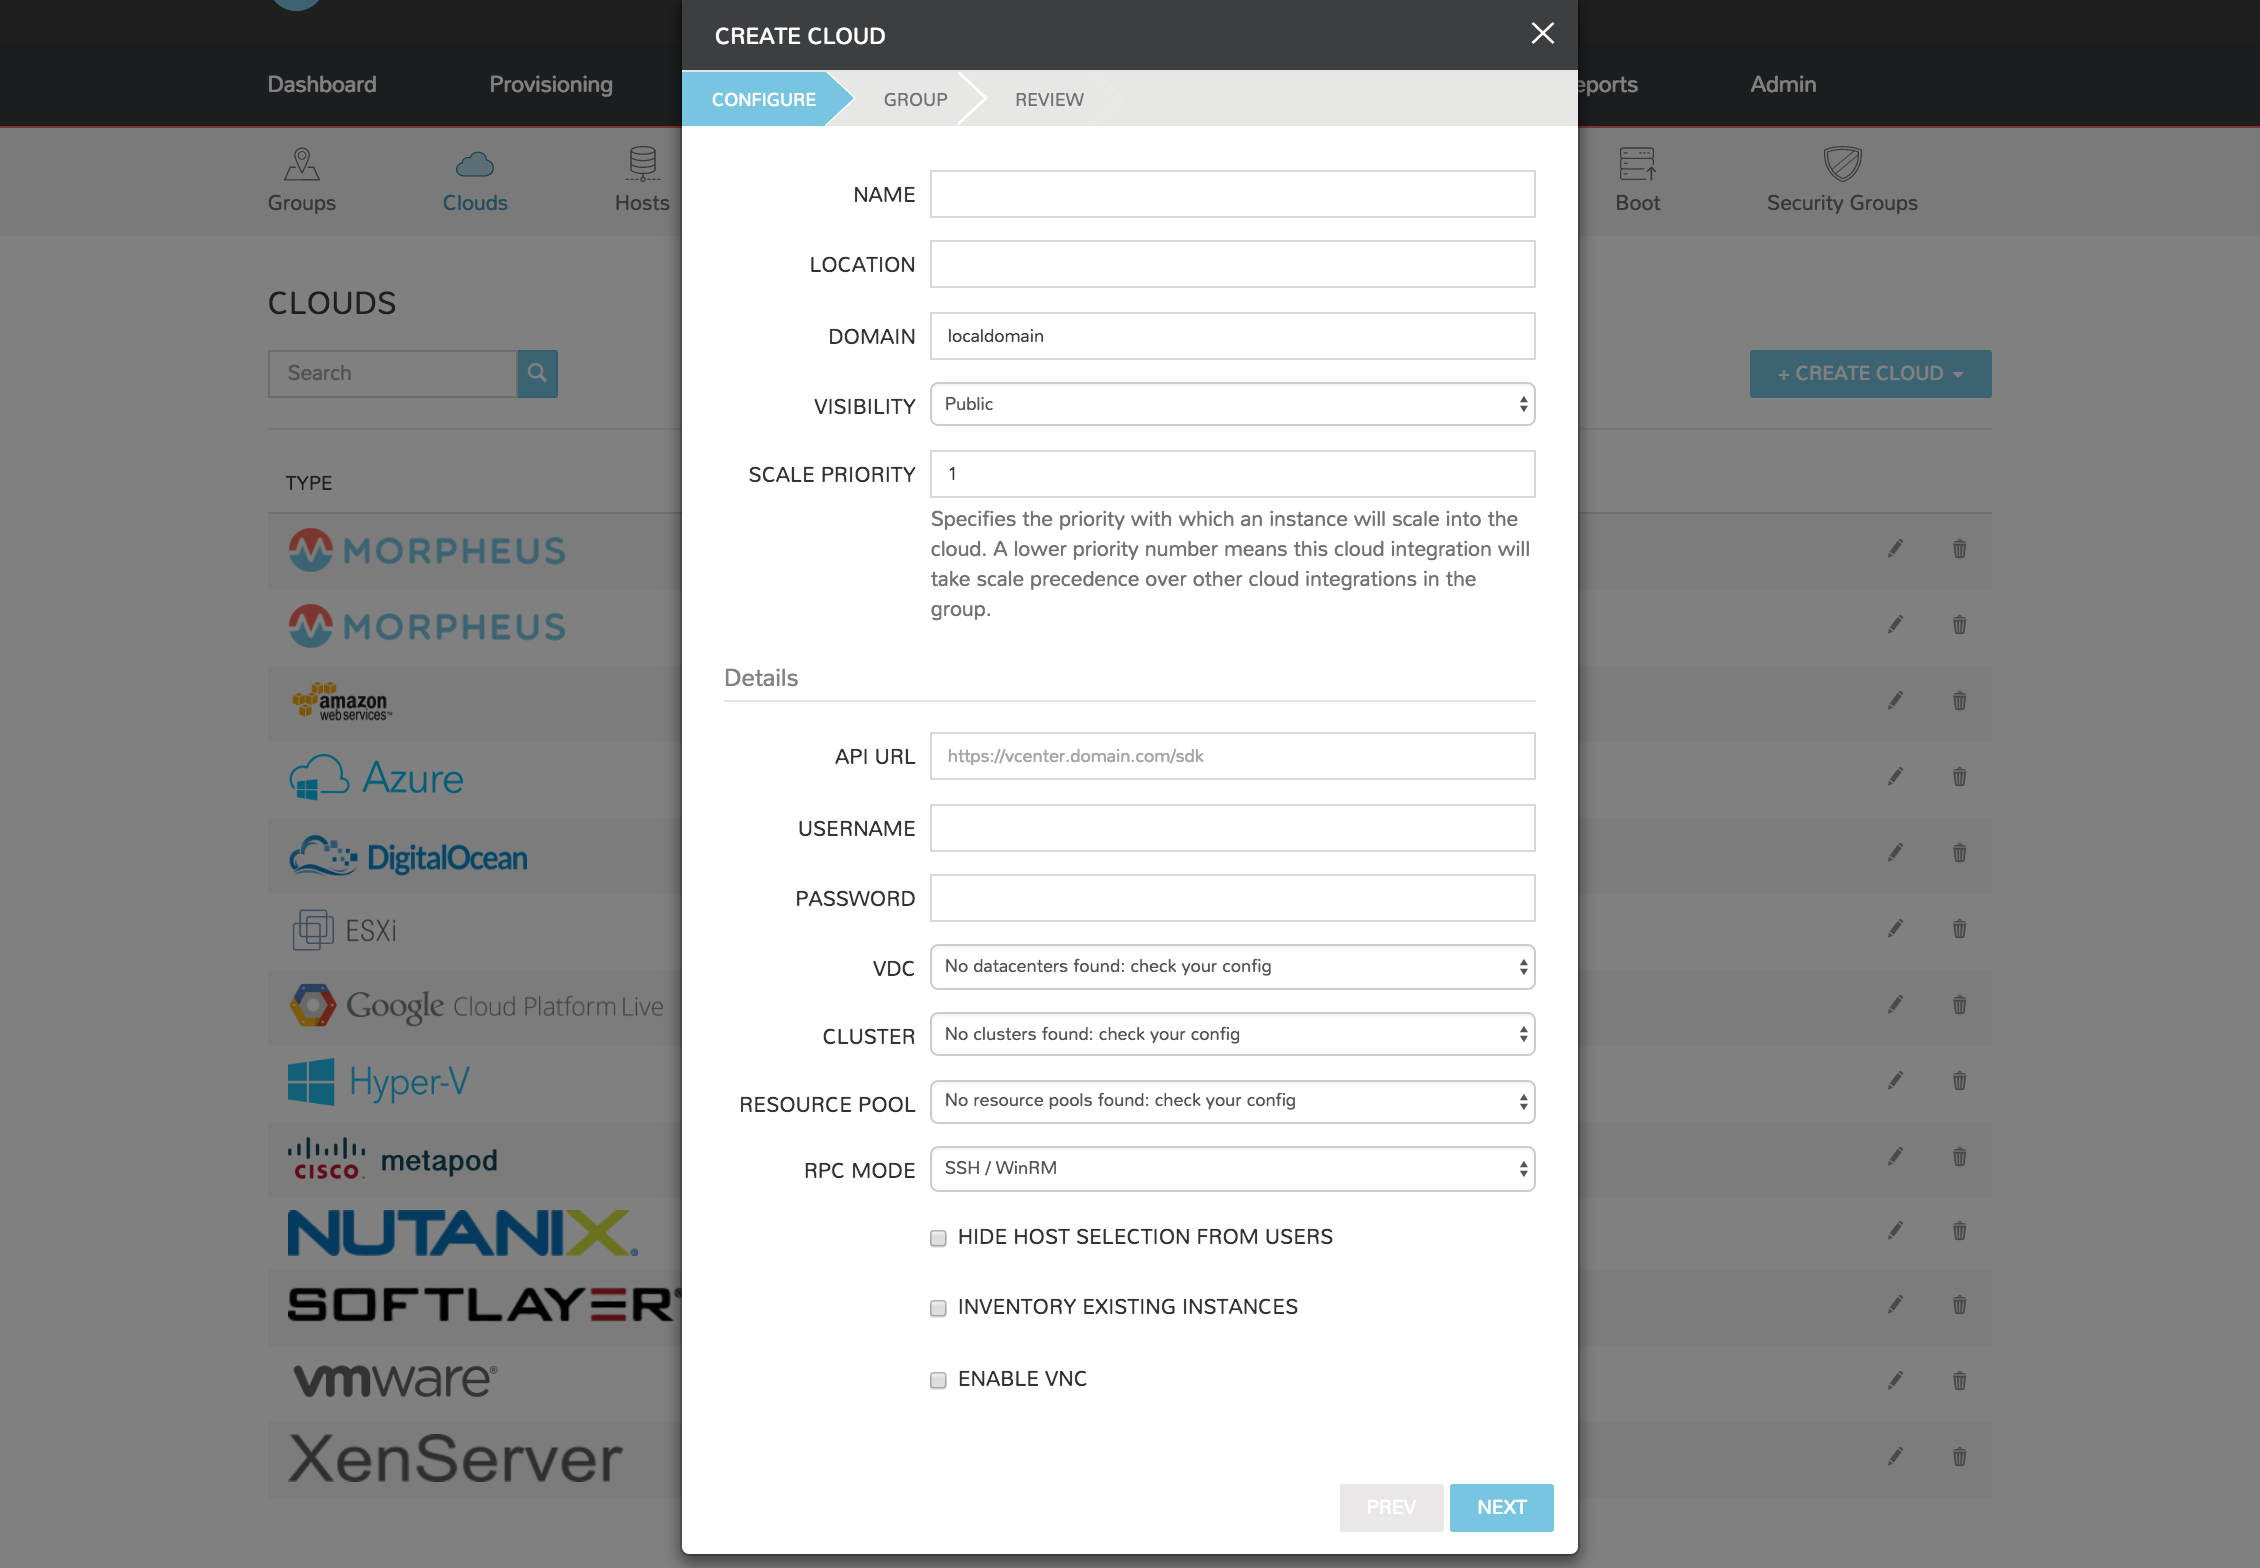 CREATE CLOUD
Dashboard
Provisioning
eports
Admin
CONFIGURE
GROUP
REVIEW
Groups
Clouds
Hosts
Boot
Security Groups
CLOUDS
Search
+ CREATE CLOUD
TYPE
MORPHEUS
MORPHEUS
amazon
web services™
Azure
DigitalOcean
ESXi
Google Cloud Platform Live
Hyper-V
CISCO. metapod
NUTANIX®
SOFTLAYER®
vmware®
XenServer
NAME
LOCATION
DOMAIN localdomain
VISIBILITY Public
SCALE PRIORITY 1
Specifies the priority with which an instance will scale into the
cloud. A lower priority number means this cloud integration will
take scale precedence over other cloud integrations in the
group.
Details
API URL https://vcenter.domain.com/sdk
USERNAME
PASSWORD
VDC No datacenters found: check your config
CLUSTER No clusters found: check your config
RESOURCE POOL No resource pools found: check your config
RPC MODE SSH / WinRM
HIDE HOST SELECTION FROM USERS
INVENTORY EXISTING INSTANCES
ENABLE VNC
PREV
NEXT